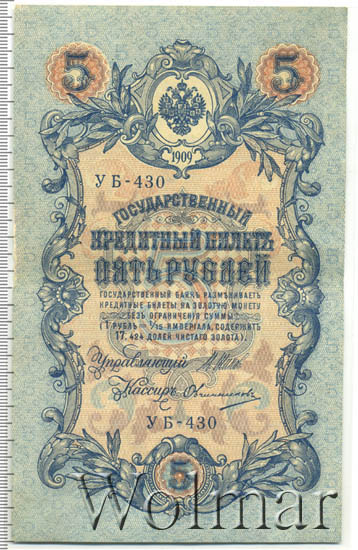 5 5
1909
УБ-430
ГОСУДАРСТВЕННЫЙ
КРЕДИТНЫЙ БИЛЕТЪ
ПЯТЬ РУБЛЕЙ
ГОСУДАРСТВЕННЫЙ БАНКЪ РАЗМѢНИВАЕТЪ
КРЕДИТНЫЕ БИЛЕТЫ НА ЗОЛОТУЮ МОНЕТУ
БЕЗЪ ОГРАНИЧЕНІЯ СУММЫ
(1 РУБЛЬ = 1/15 ИМПЕРІАЛА, СОДЕРЖИТЪ
17,424 ДОЛЕЙ ЧИСТАГО ЗОЛОТА).
Управляющій
Кассиръ Овчинниковъ
УБ-430
5
Wolmar